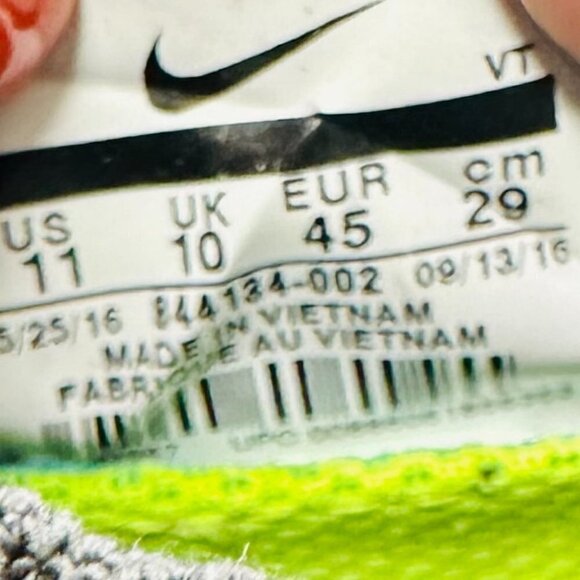 VT
US UK EUR cm
11 10 45 29
5/25/16 844134-002 09/13/16
MADE IN VIETNAM
FABRI E AU VIETNAM